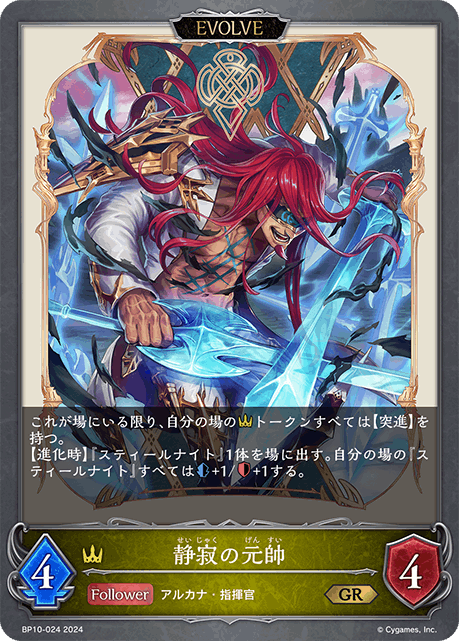 EVOLVE
これが場にいる限り、自分の場のトークンすべては【突進】を
持つ。
【進化時】『スティールナイト』1体を場に出す。自分の場の『ス
ティールナイト』すべては+1/+1する。
せいじゃく げんすい
静寂の元帥
4
4
Follower アルカナ・指揮官
GR
BP10-024 2024
© Cygames, Inc.